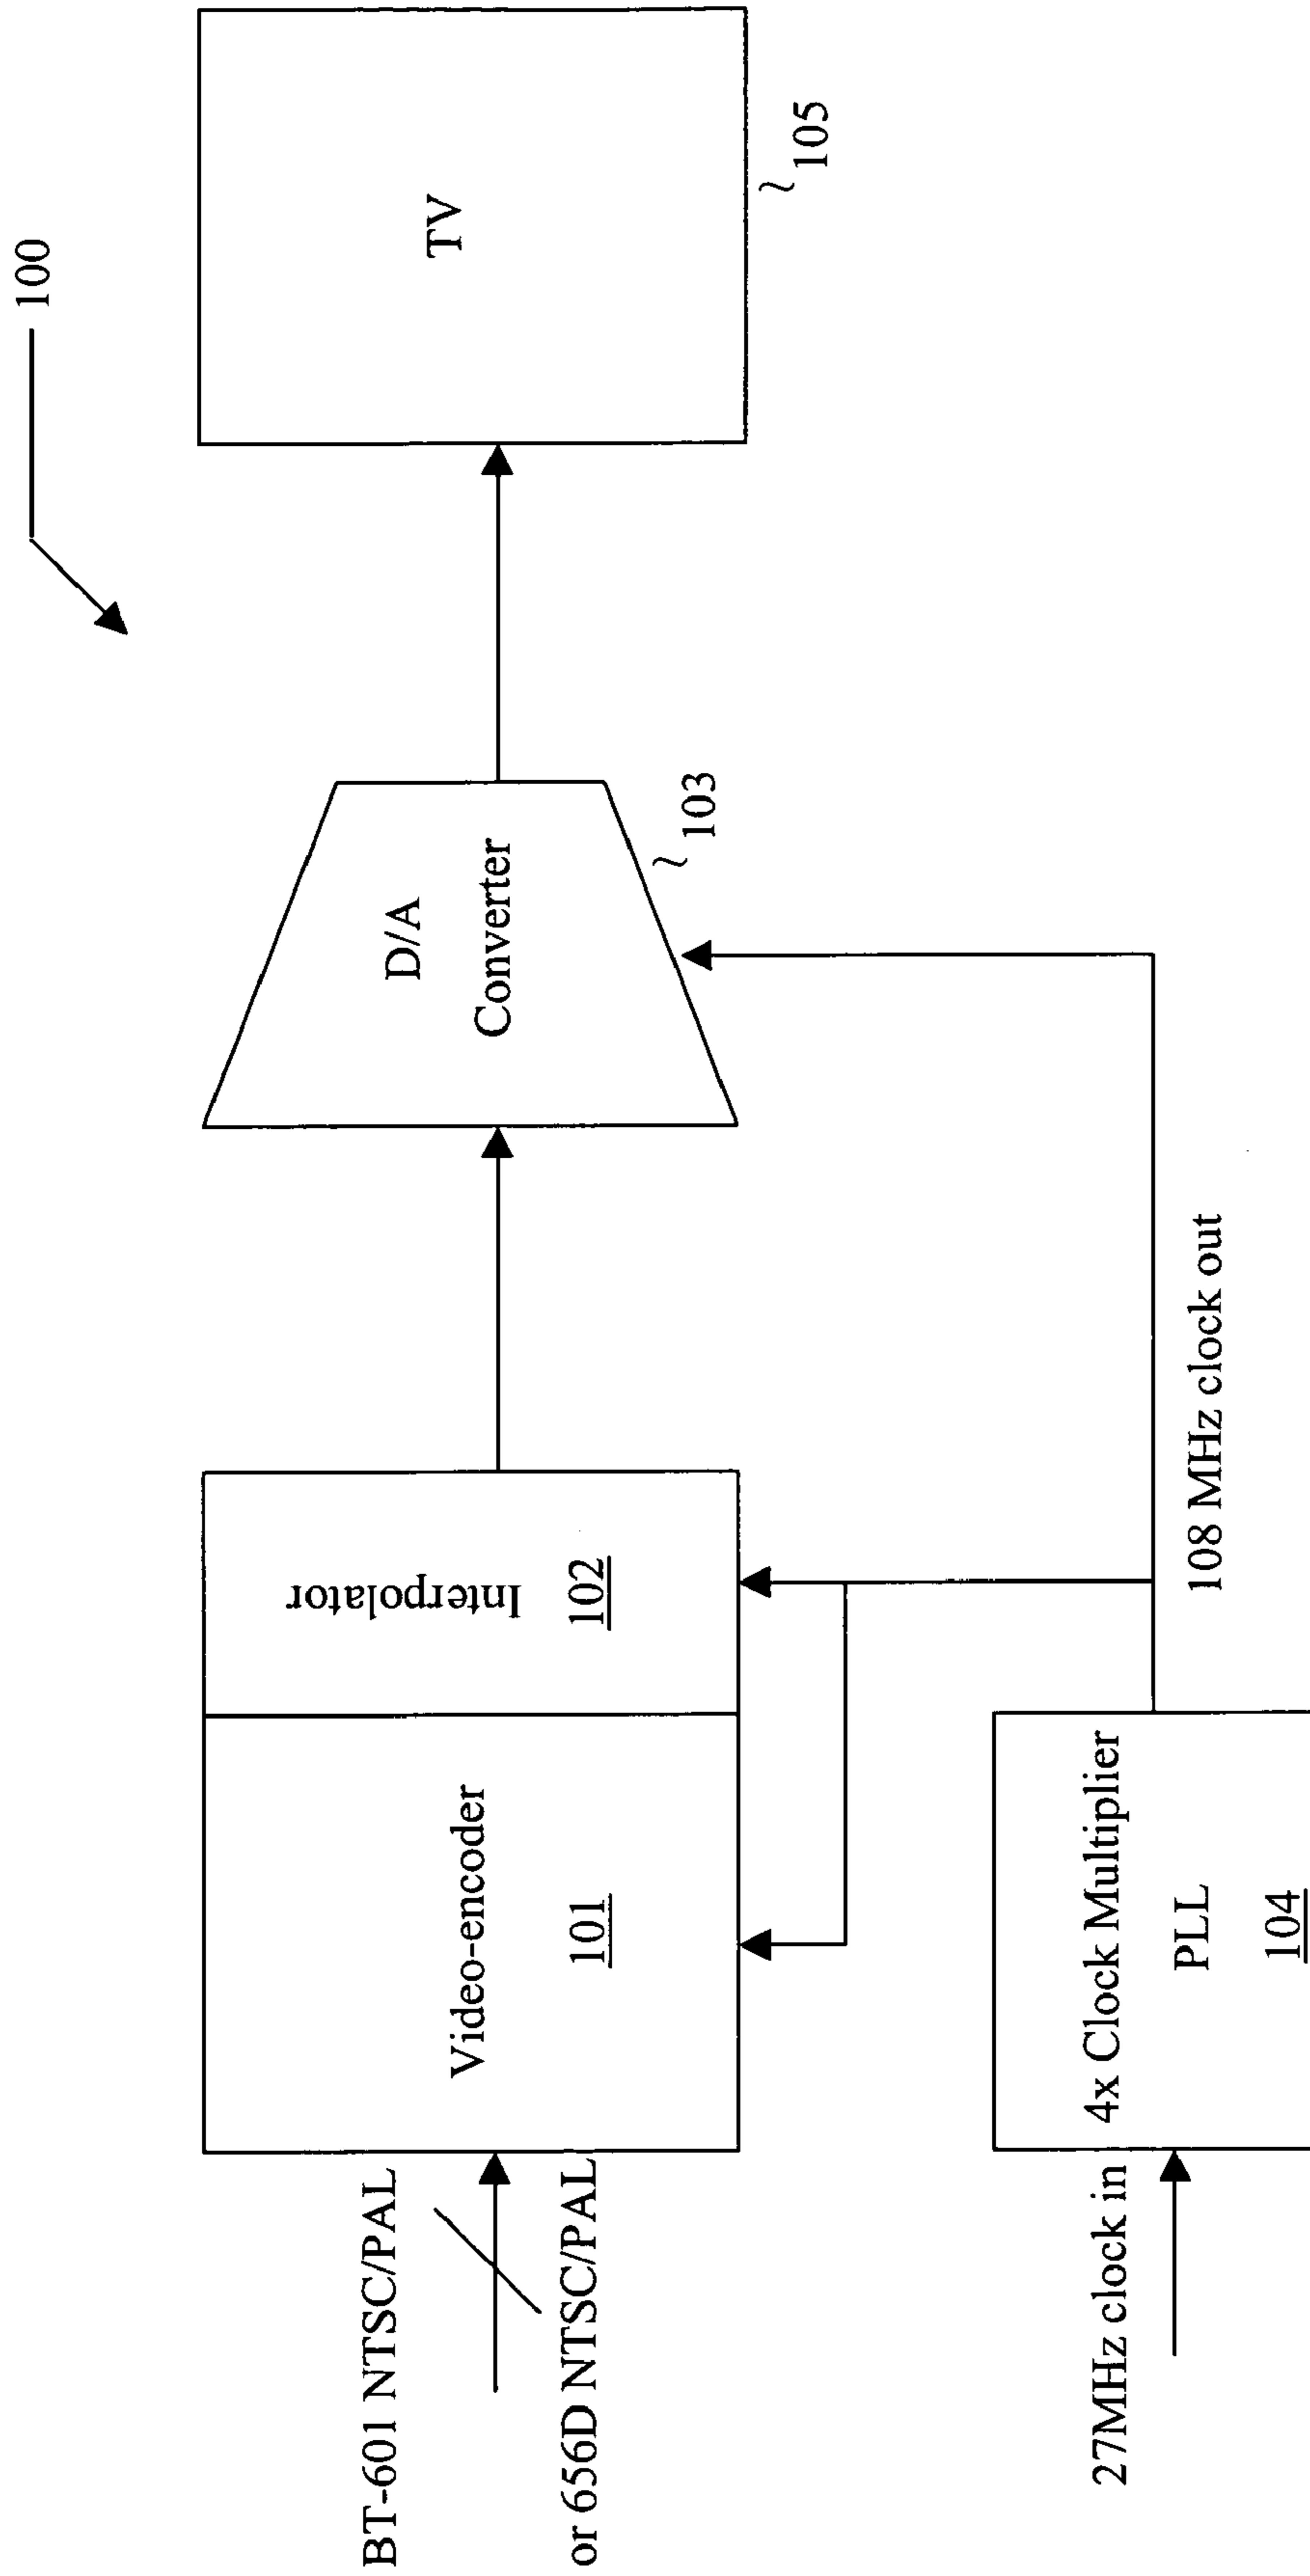 100
BT-601 NTSC/PAL
or 656D NTSC/PAL
Video-encoder
101
Interpolator
102
D/A
Converter
103
TV
105
27MHz clock in
4x Clock Multiplier
PLL
104
108 MHz clock out